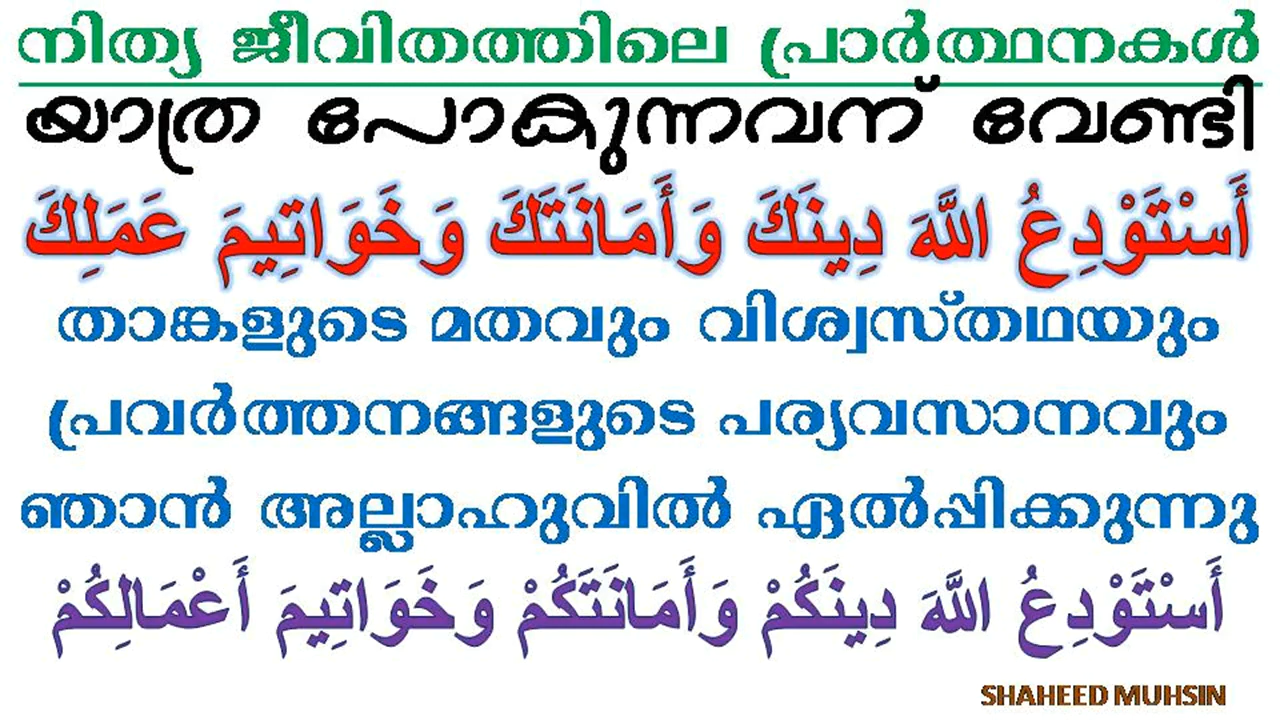 നിത്യ ജീവിതത്തിലെ പ്രാർത്ഥനകൾ
യാത്ര പോകുന്നവന് വേണ്ടി
أَسْتَوْدِعُ اللَّهَ دِينَكَ وَأَمَانَتَكَ وَخَوَاتِيمَ عَمَلِكَ
താങ്കളുടെ മതവും വിശ്വസ്തഥയും
പ്രവർത്തനങ്ങളുടെ പര്യവസാനവും
ഞാൻ അല്ലാഹുവിൽ ഏൽപ്പിക്കുന്നു
أَسْتَوْدِعُ اللَّهَ دِينَكُمْ وَأَمَانَتَكُمْ وَخَوَاتِيمَ أَعْمَالِكُمْ
SHAHEED MUHSIN